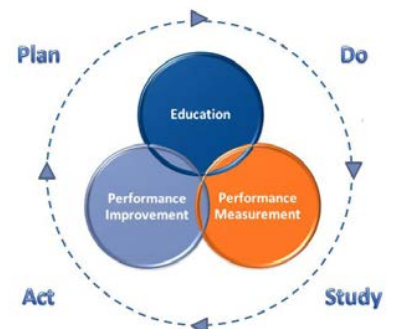 Plan
Do
Education
Performance
Improvement
Performance
Measurement
Act
Study